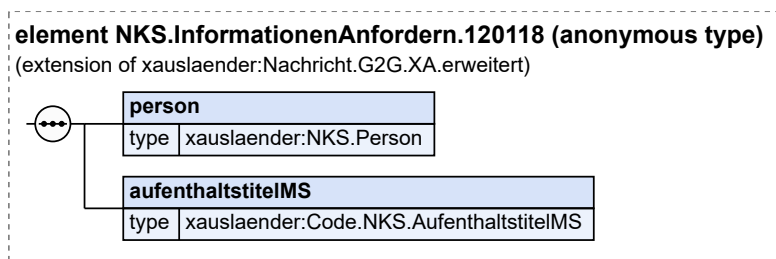 element NKS.InformationenAnfordern.120118 (anonymous type)
(extension of xauslaender:Nachricht.G2G.XA.erweitert)
person
type xauslaender:NKS.Person
aufenthaltstitelMS
type xauslaender:Code.NKS.AufenthaltstitelMS